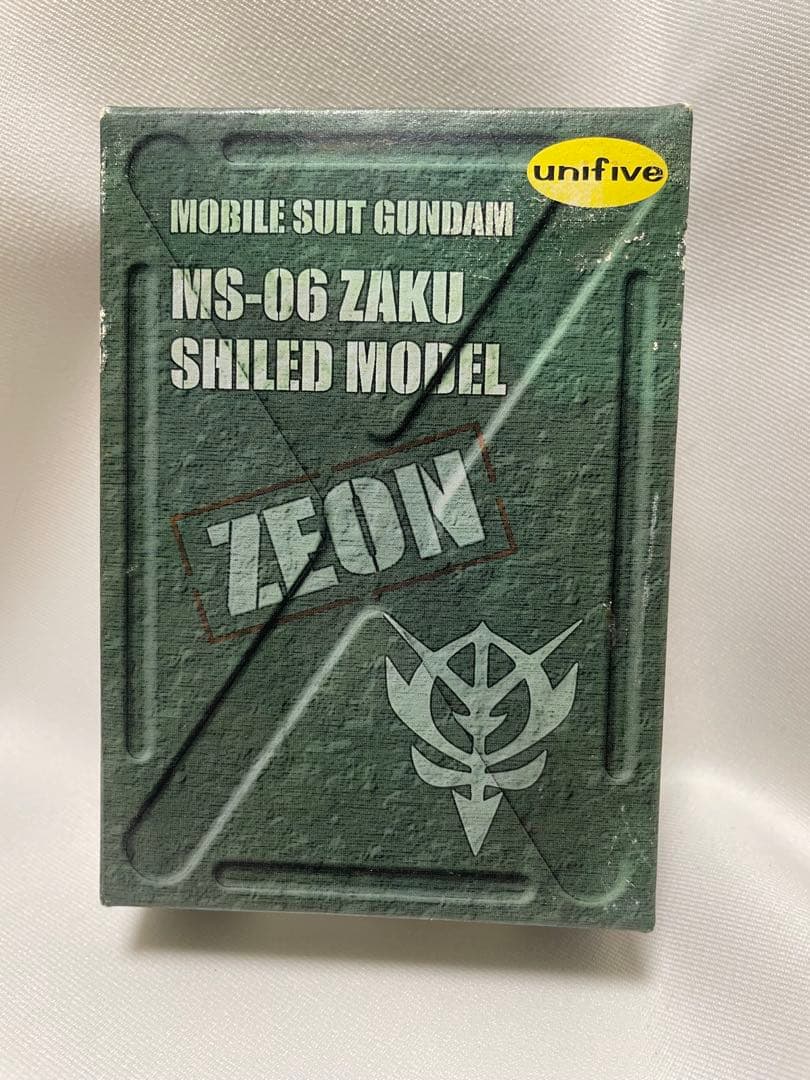 unifive
MOBILE SUIT GUNDAM
MS-06 ZAKU
SHILED MODEL
ZEON